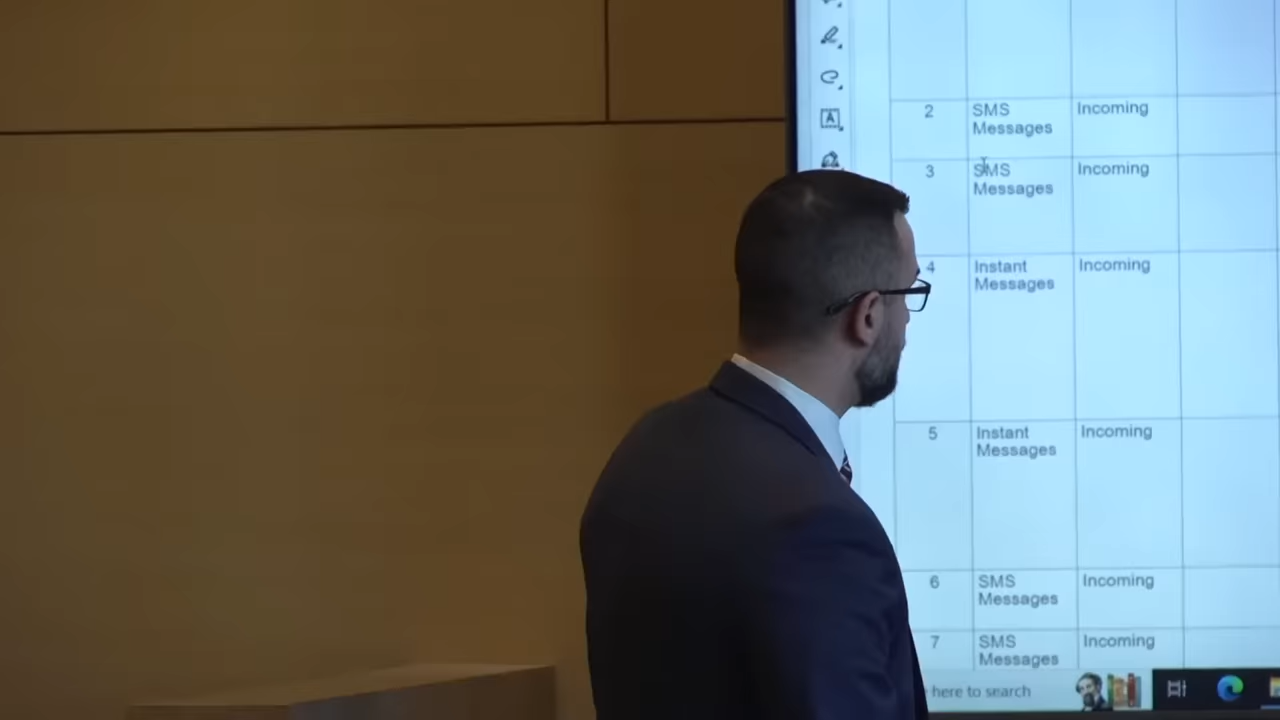 A
2 SMS Incoming
Messages
3 SMS Incoming
Messages
4 Instant Incoming
Messages
5 Instant Incoming
Messages
6 SMS Incoming
Messages
7 SMS Incoming
Messages
here to search